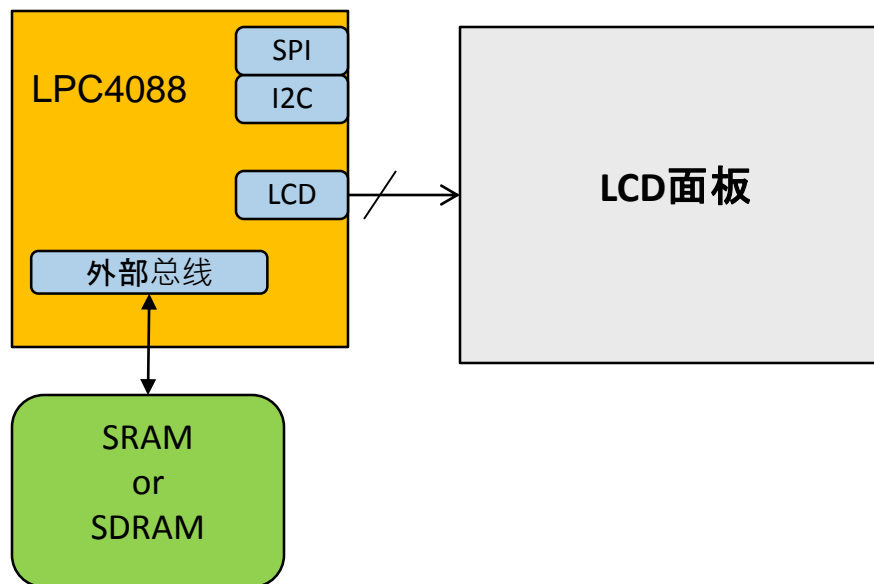 SPI
LPC4088
I2C
LCD
LCD面板
外部总线
SRAM
or
SDRAM